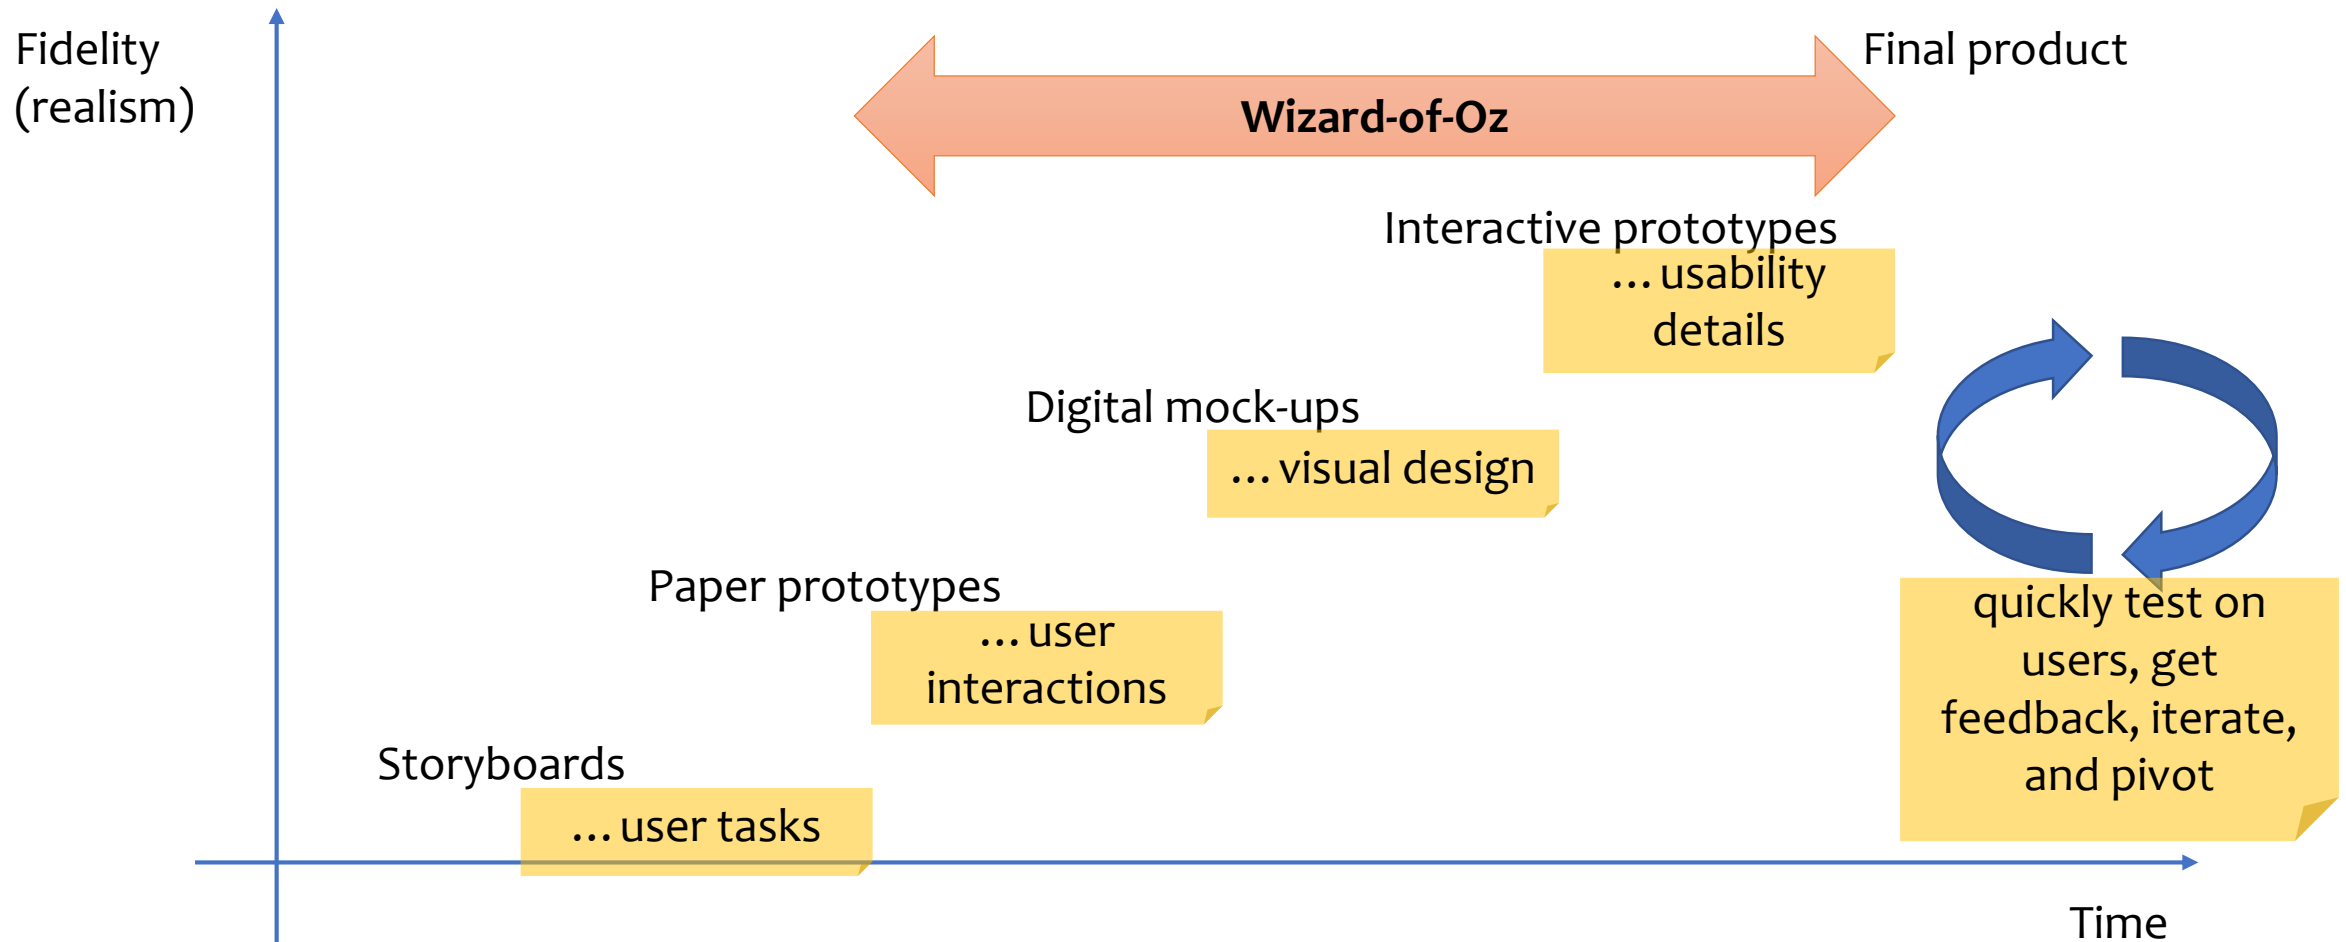 Fidelity
(realism)
Final product
Wizard-of-Oz
Interactive prototypes
... usability
details
Digital mock-ups
... visual design
Paper prototypes
... user
interactions
Storyboards
... user tasks
quickly test on
users, get
feedback, iterate,
and pivot
Time